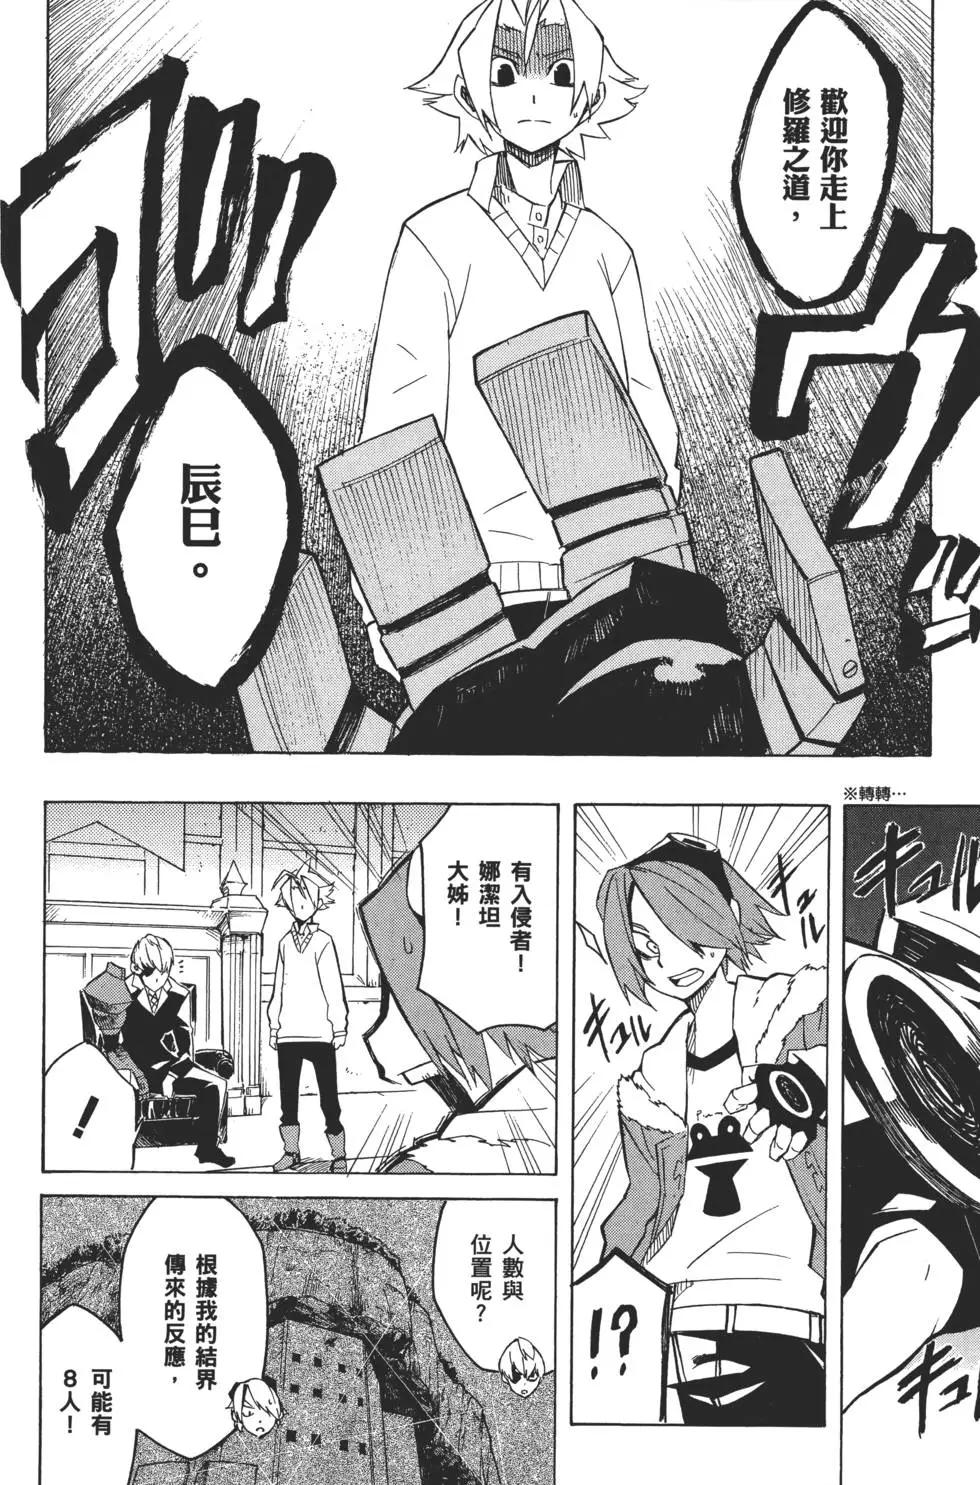 歡迎你走上
修羅之道，
辰巳。
ゴゴゴ
※轉轉…
キュル
キュル
キュル
キュル
!?
有入侵者！
娜潔坦
大姊！
！
人數與
位置呢？
根據我的結界
傳來的反應，
可能有
8人！